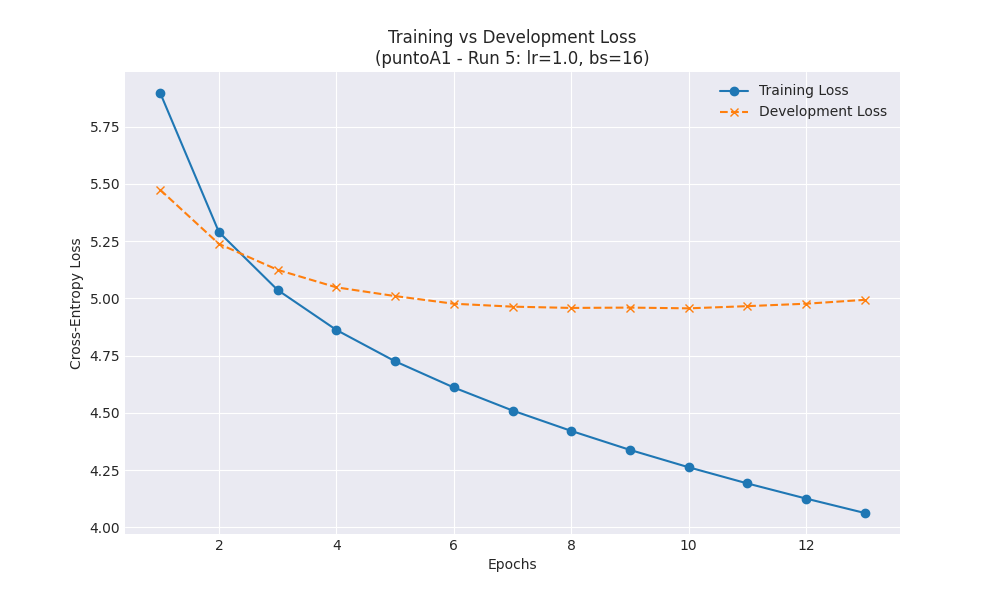 Training vs Development Loss
(puntoA1 - Run 5: lr=1.0, bs=16)
Training Loss
Development Loss
Cross-Entropy Loss
5.75
5.50
5.25
5.00
4.75
4.50
4.25
4.00
2 4 6 8 10 12
Epochs